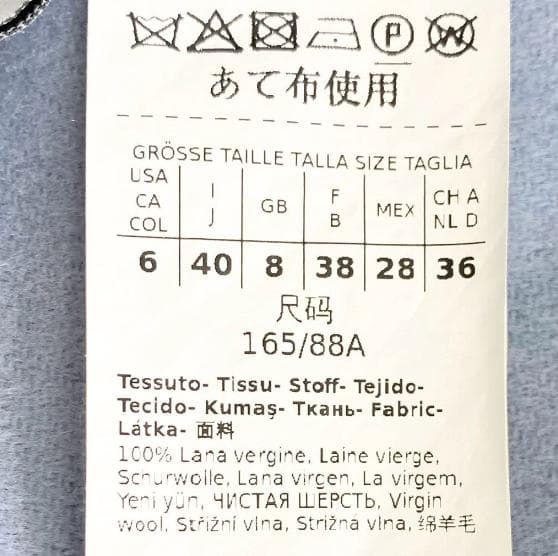 P W
あて布使用
GRÖSSE TAILLE TALLA SIZE TAGLIA
USA CA COL I J GB F B MEX CH A NL D
6 40 8 38 28 36
尺码
165/88A
Tessuto- Tissu- Stoff- Tejido-
Tecido- Kumaş- Ткань- Fabric-
Látka- 面料
100% Lana vergine, Laine vierge,
Schurwolle, Lana virgen, La virgem,
Yeni yün, ЧИСТАЯ ШЕРСТЬ, Virgin
wool, Střižní vlna, Strižná vlna, 绵羊毛